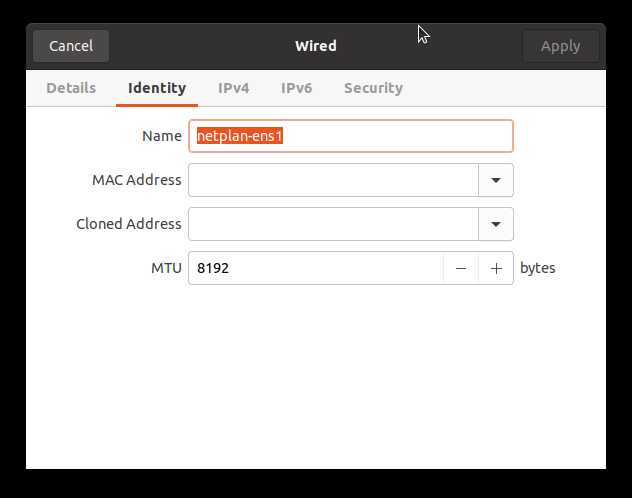 Cancel Wired Apply
Details Identity IPv4 IPv6 Security
Name netplan-ens1
MAC Address
Cloned Address
MTU 8192 − + bytes